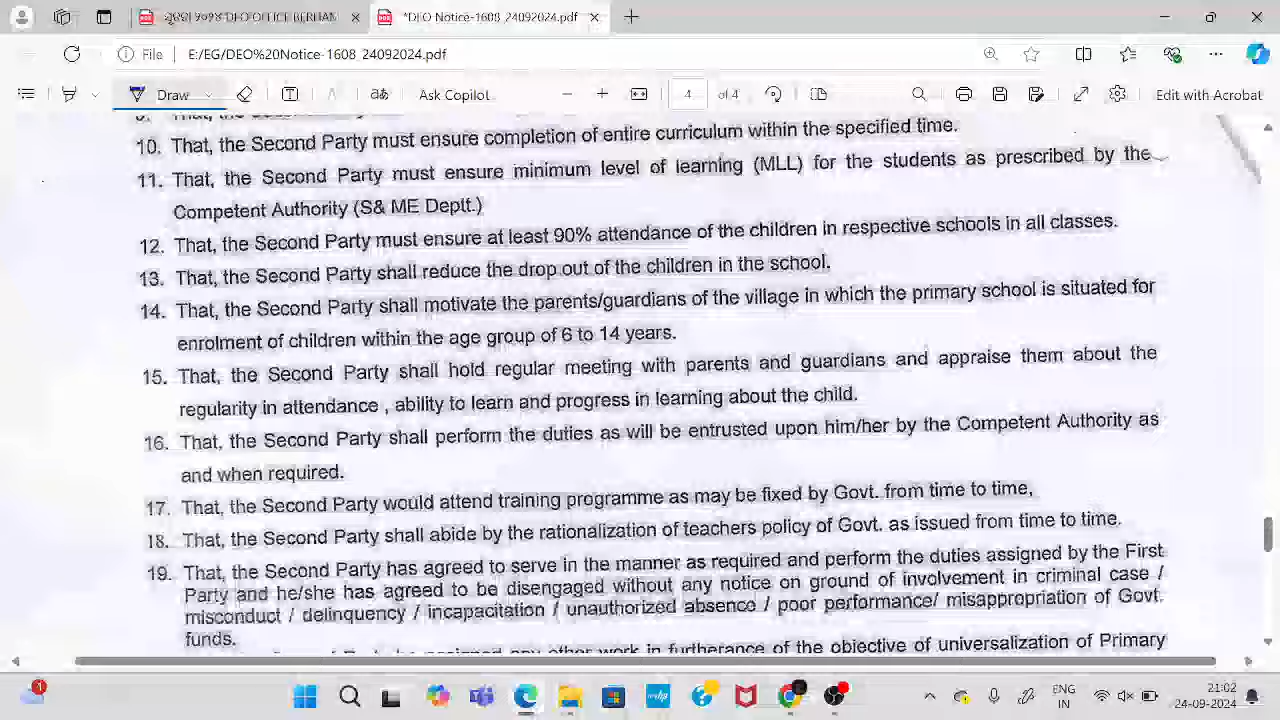 DEO OFFICE
*DEO Notice-1608_24092024.pdf
File
E:/EG/DEO%20Notice-1608_24092024.pdf
Draw
Ask Copilot
4 of 4
Edit with Acrobat
10. That, the Second Party must ensure completion of entire curriculum within the specified time.
11. That, the Second Party must ensure minimum level of learning (MLL) for the students as prescribed by the
Competent Authority (S& ME Deptt.)
12. That, the Second Party must ensure at least 90% attendance of the children in respective schools in all classes.
13. That, the Second Party shall reduce the drop out of the children in the school.
14. That, the Second Party shall motivate the parents/guardians of the village in which the primary school is situated for
enrolment of children within the age group of 6 to 14 years.
15. That, the Second Party shall hold regular meeting with parents and guardians and appraise them about the
regularity in attendance , ability to learn and progress in learning about the child.
16. That, the Second Party shall perform the duties as will be entrusted upon him/her by the Competent Authority as
and when required.
17. That, the Second Party would attend training programme as may be fixed by Govt. from time to time,
18. That, the Second Party shall abide by the rationalization of teachers policy of Govt. as issued from time to time.
19. That, the Second Party has agreed to serve in the manner as required and perform the duties assigned by the First
Party and he/she has agreed to be disengaged without any notice on ground of involvement in criminal case /
misconduct / delinquency / incapacitation / unauthorized absence / poor performance/ misappropriation of Govt.
funds.
any other work in furtherance of the objective of universalization of Primary
1
ENG
IN
21:02
24-09-2024